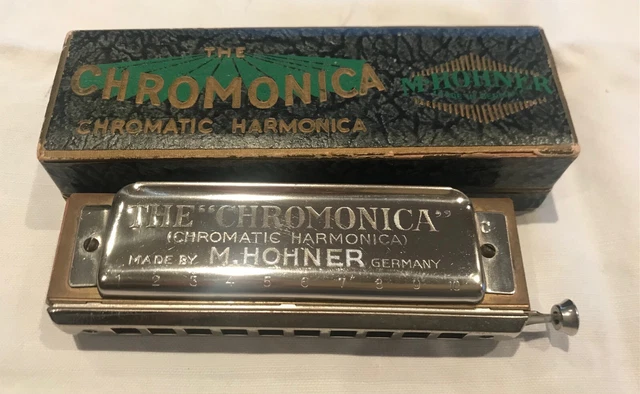 THE
CHROMONICA
CHROMATIC HARMONICA
M. HOHNER
THE "CHROMONICA"
(CHROMATIC HARMONICA)
MADE BY M. HOHNER GERMANY
1 2 3 4 5 6 7 8 9 10
C